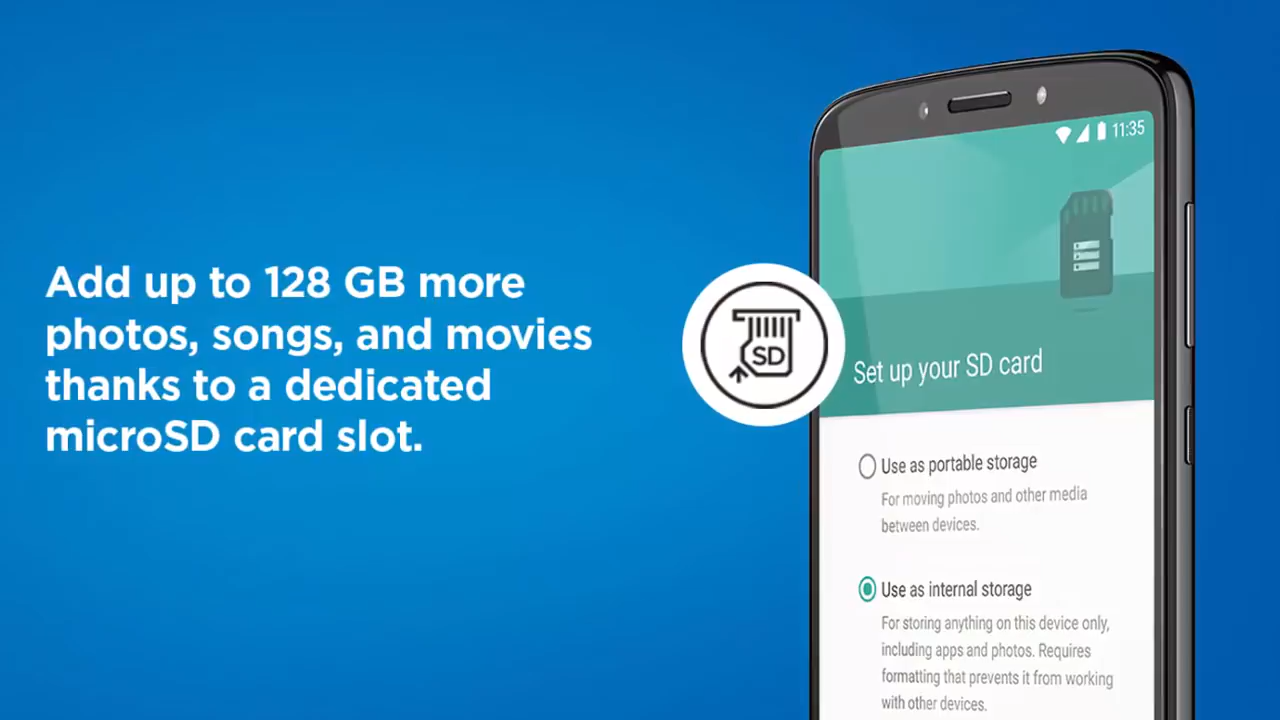 Add up to 128 GB more
photos, songs, and movies
thanks to a dedicated
microSD card slot.
SD
11:35
Set up your SD card
Use as portable storage
For moving photos and other media
between devices.
Use as internal storage
For storing anything on this device only,
including apps and photos. Requires
formatting that prevents it from working
with other devices.